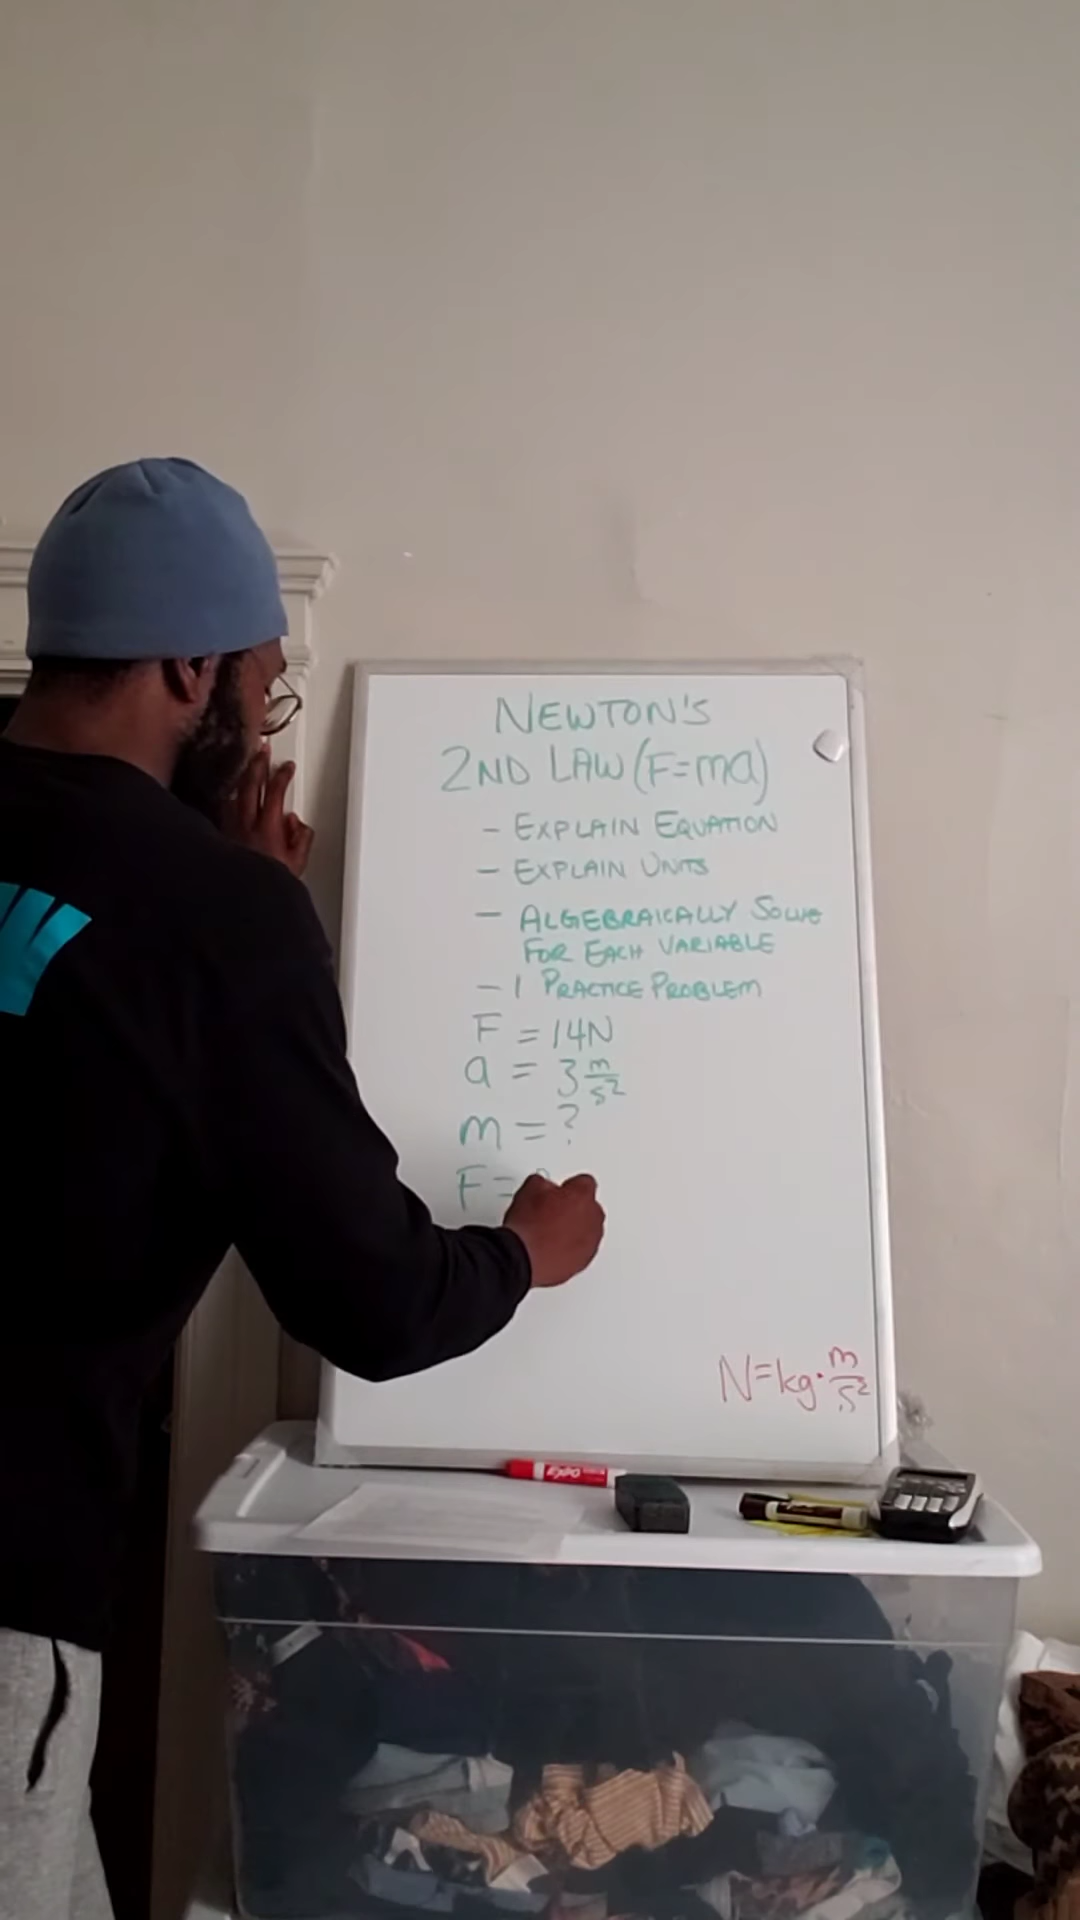 NEWTON'S
2ND LAW (F=ma)
- EXPLAIN EQUATION
- EXPLAIN UNITS
- ALGEBRAICALLY SOLVE
FOR EACH VARIABLE
- 1 PRACTICE PROBLEM
F = 14N
a = 3 m/s²
m = ?
F =
N = kg · m/s²
EXPO